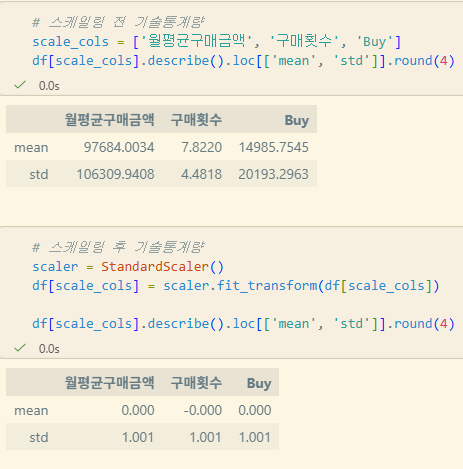 # 스케일링 전 기술통계량
scale_cols = ['월평균구매금액', '구매횟수', 'Buy']
df[scale_cols].describe().loc[['mean', 'std']].round(4)
0.0s
월평균구매금액 구매횟수 Buy
mean 97684.0034 7.8220 14985.7545
std 106309.9408 4.4818 20193.2963
# 스케일링 후 기술통계량
scaler = StandardScaler()
df[scale_cols] = scaler.fit_transform(df[scale_cols])
df[scale_cols].describe().loc[['mean', 'std']].round(4)
0.0s
월평균구매금액 구매횟수 Buy
mean 0.000 -0.000 0.000
std 1.001 1.001 1.001